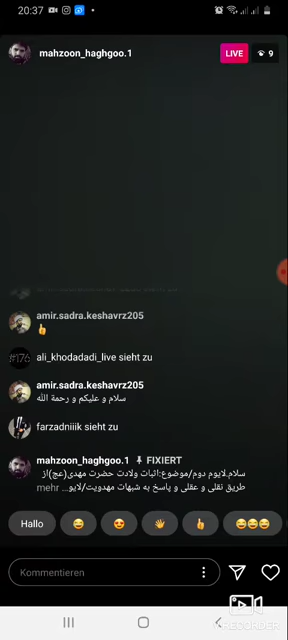 20:37
mahzoon_haghgoo.1
LIVE
9
amir.sadra.keshavrz205
#176
ali_khodadadi_live sieht zu
amir.sadra.keshavrz205
سلام و علیکم و رحمة الله
farzadniiik sieht zu
mahzoon_haghgoo.1 FIXIERT
سلام.لایوم دوم/موضوع:اثبات ولادت حضرت مهدی(عج)از
طریق نقلی و عقلی و پاسخ به شبهات مهدویت/لایو... mehr
Hallo
Kommentieren
RECORDER